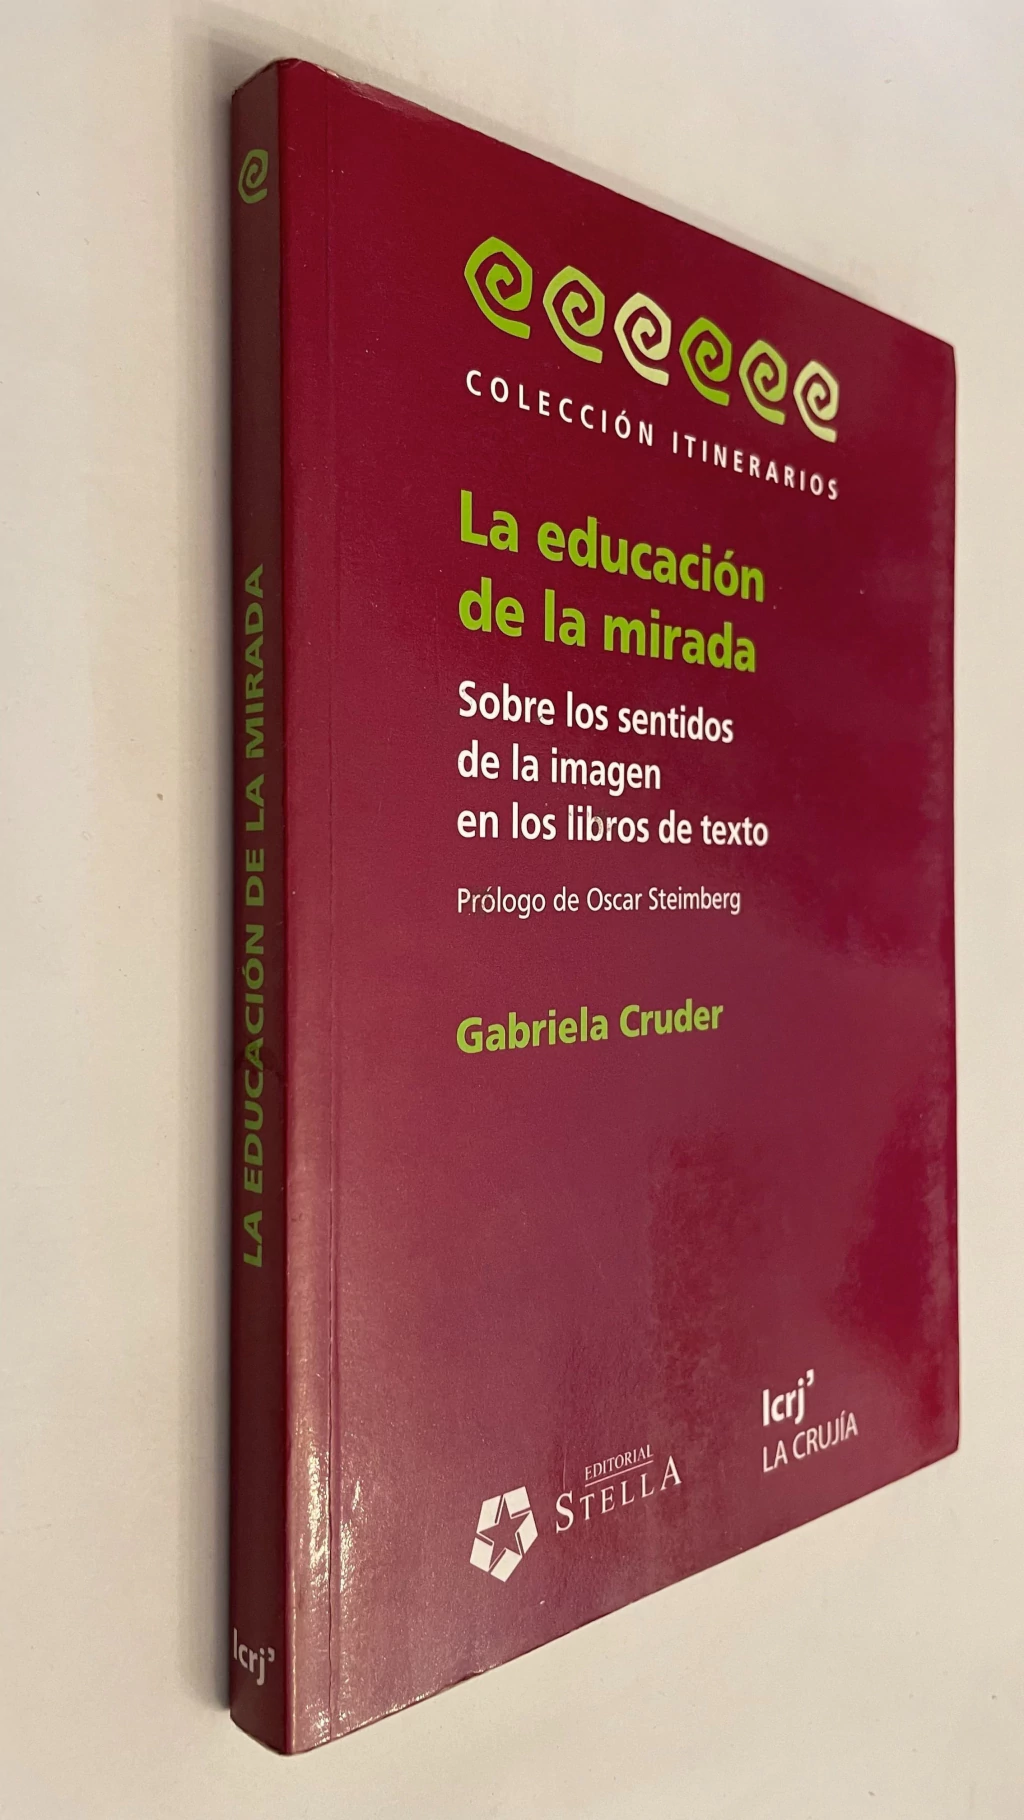 COLECCIÓN ITINERARIOS
La educación
de la mirada
Sobre los sentidos
de la imagen
en los libros de texto
Prólogo de Oscar Steimberg
Gabriela Cruder
EDITORIAL
STELLA
lcrj’
LA CRUJÍA
LA EDUCACIÓN DE LA MIRADA
lcrj’